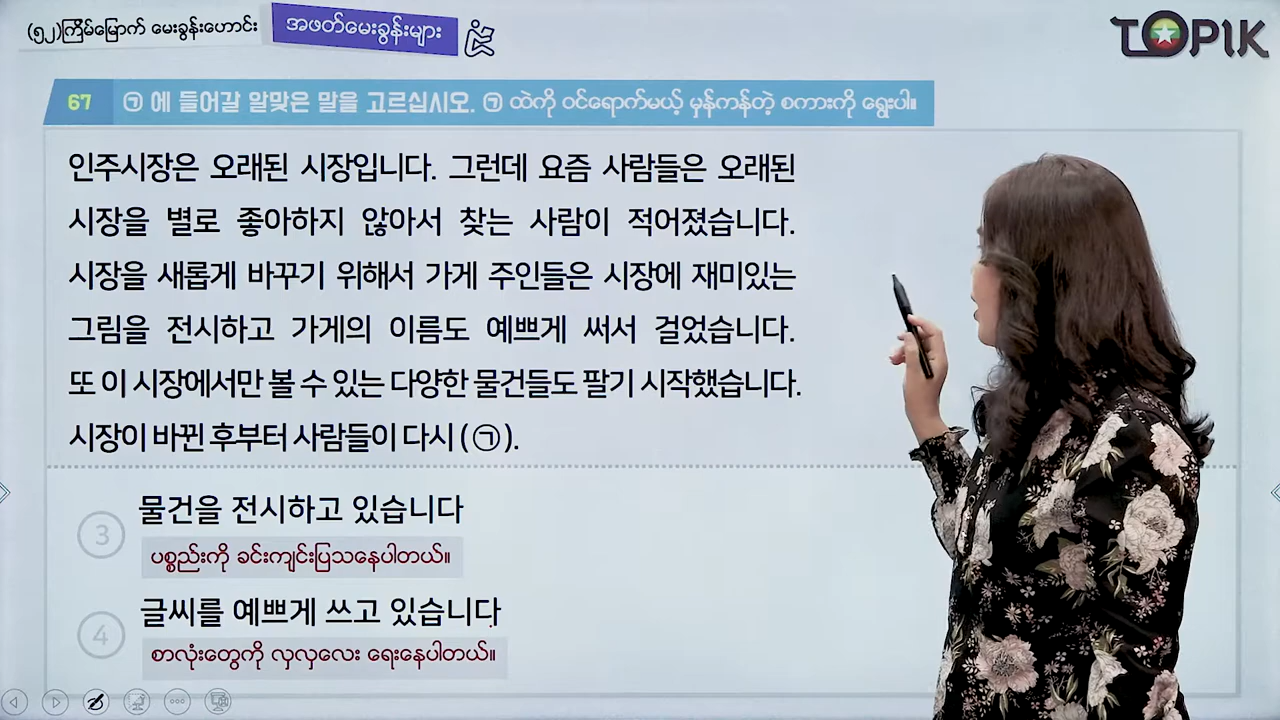 (၅၂)ကြိမ်မြောက် မေးခွန်းဟောင်း
အဖတ်မေးခွန်းများ
TOPIK
67 ㉠ 에 들어갈 알맞은 말을 고르십시오. ㉠ ထဲကို ဝင်ရောက်မယ့် မှန်ကန်တဲ့ စကားကို ရွေးပါ။
인주시장은 오래된 시장입니다. 그런데 요즘 사람들은 오래된
시장을 별로 좋아하지 않아서 찾는 사람이 적어졌습니다.
시장을 새롭게 바꾸기 위해서 가게 주인들은 시장에 재미있는
그림을 전시하고 가게의 이름도 예쁘게 써서 걸었습니다.
또 이 시장에서만 볼 수 있는 다양한 물건들도 팔기 시작했습니다.
시장이 바뀐 후부터 사람들이 다시 (㉠).
3 물건을 전시하고 있습니다
ပစ္စည်းကို ခင်းကျင်းပြသနေပါတယ်။
4 글씨를 예쁘게 쓰고 있습니다
စာလုံးတွေကို လှလှလေး ရေးနေပါတယ်။